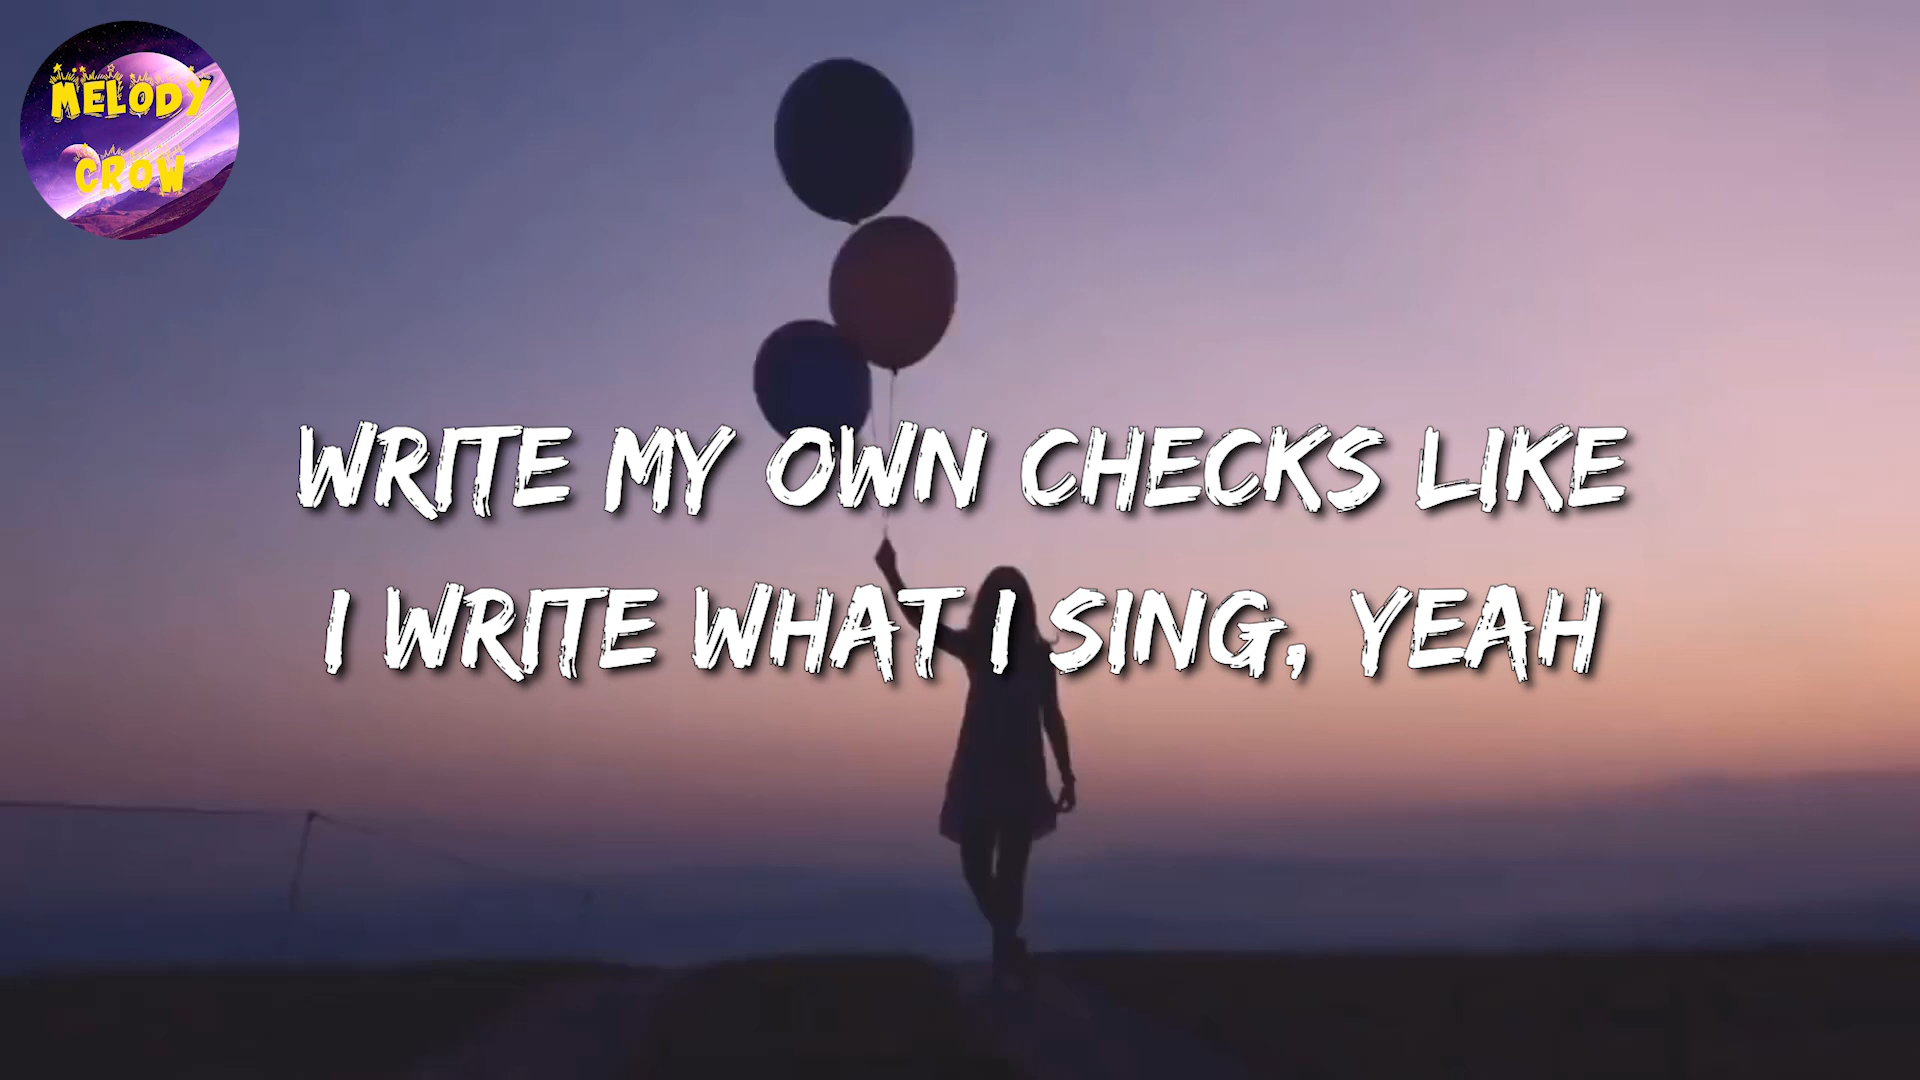 MELODY
CROW
WRITE MY OWN CHECKS LIKE
I WRITE WHAT I SING, YEAH